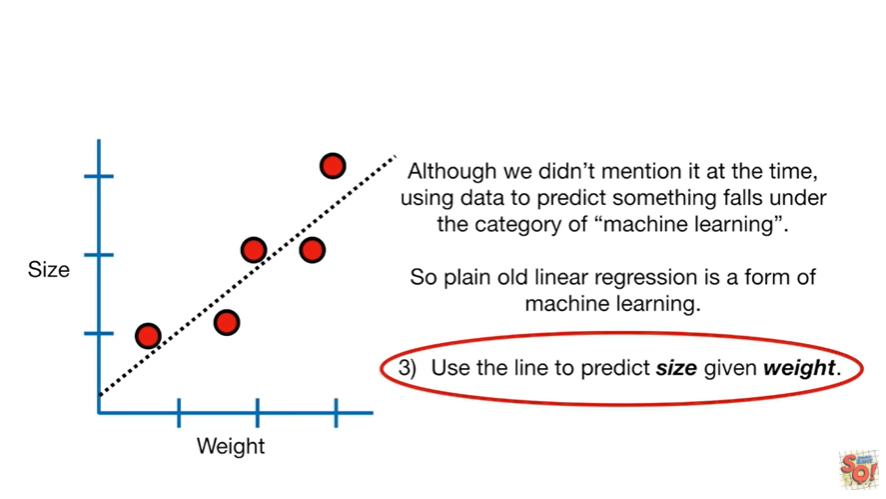 Although we didn’t mention it at the time,
using data to predict something falls under
the category of “machine learning”.
So plain old linear regression is a form of
machine learning.
3) Use the line to predict size given weight.
Size
Weight
SO!